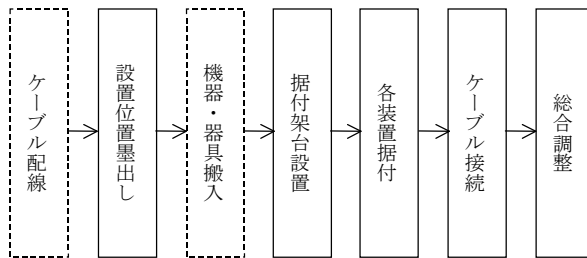 ケーブル配線
設置位置墨出し
機器・器具搬入
据付架台設置
各装置据付
ケーブル接続
総合調整